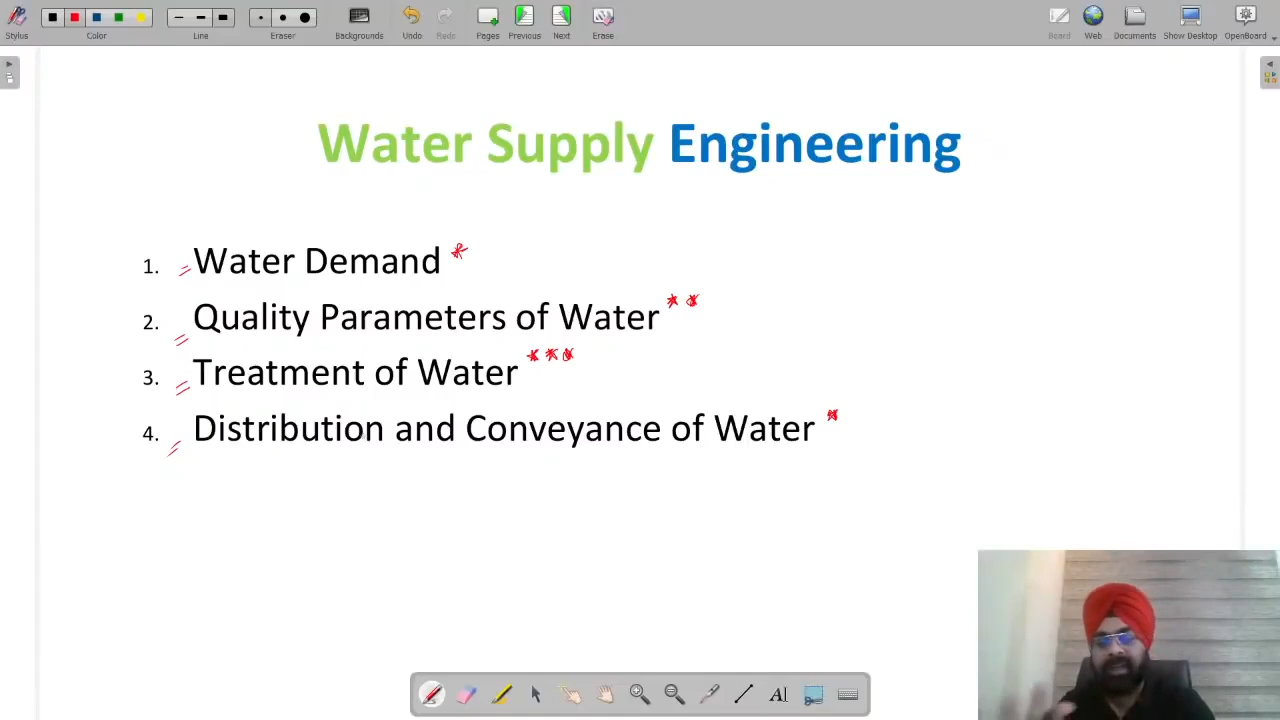 Stylus Color Line Eraser Backgrounds Undo Redo Pages Previous Next Erase Board Web Documents Show Desktop OpenBoard
Water Supply Engineering
1. Water Demand *
2. Quality Parameters of Water * *
3. Treatment of Water * * *
4. Distribution and Conveyance of Water *
AI